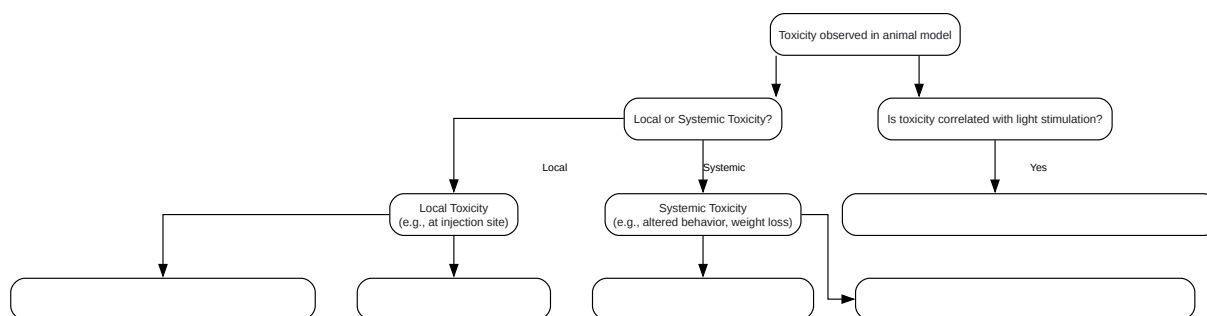 Toxicity observed in animal model
Local or Systemic Toxicity?
Is toxicity correlated with light stimulation?
Local
Systemic
Yes
Local Toxicity
(e.g., at injection site)
Systemic Toxicity
(e.g., altered behavior, weight loss)